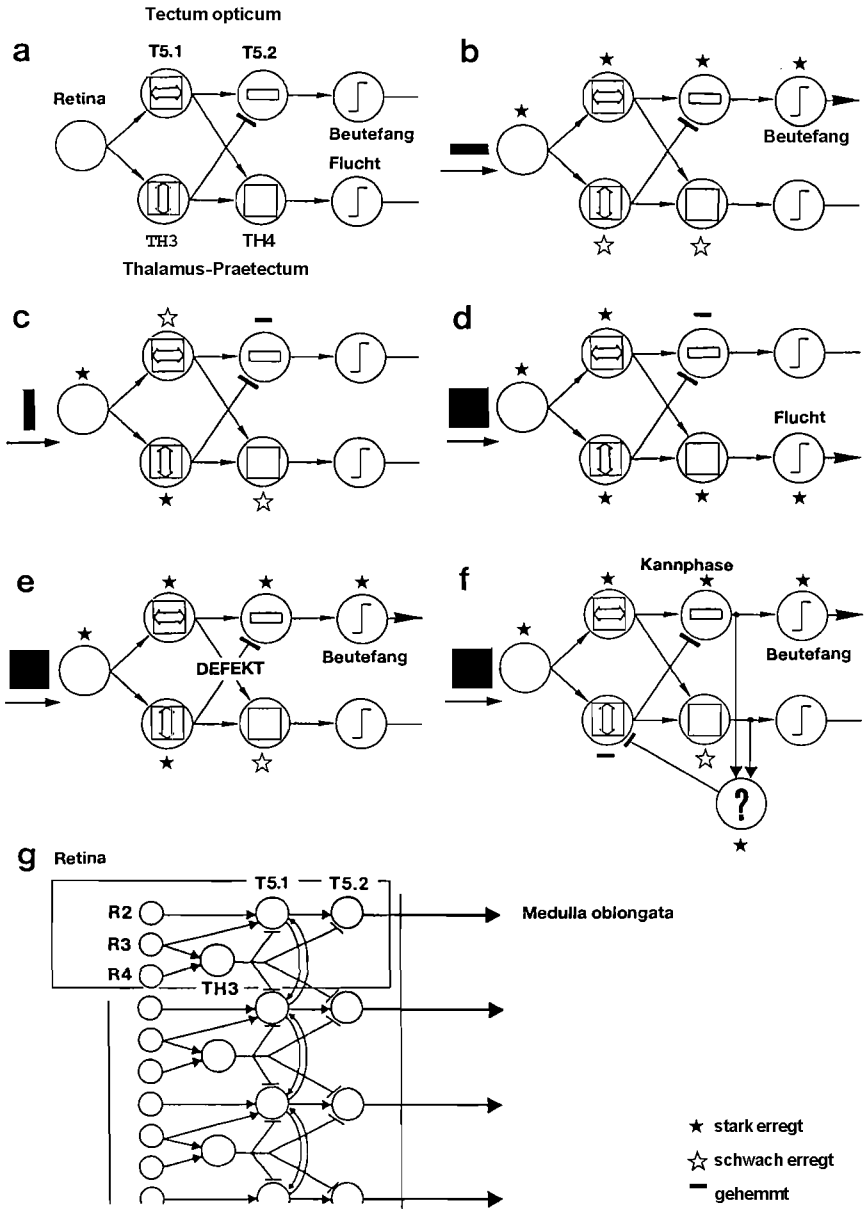 Tectum opticum
a
T5.1
T5.2
Retina
Beutefang
Flucht
TH3
TH4
Thalamus-Praetectum
b
Beutefang
c
d
Flucht
e
DEFEKT
Beutefang
f
Kannphase
Beutefang
?
g
Retina
T5.1
T5.2
R2
Medulla oblongata
R3
R4
TH3
stark erregt
schwach erregt
gehemmt